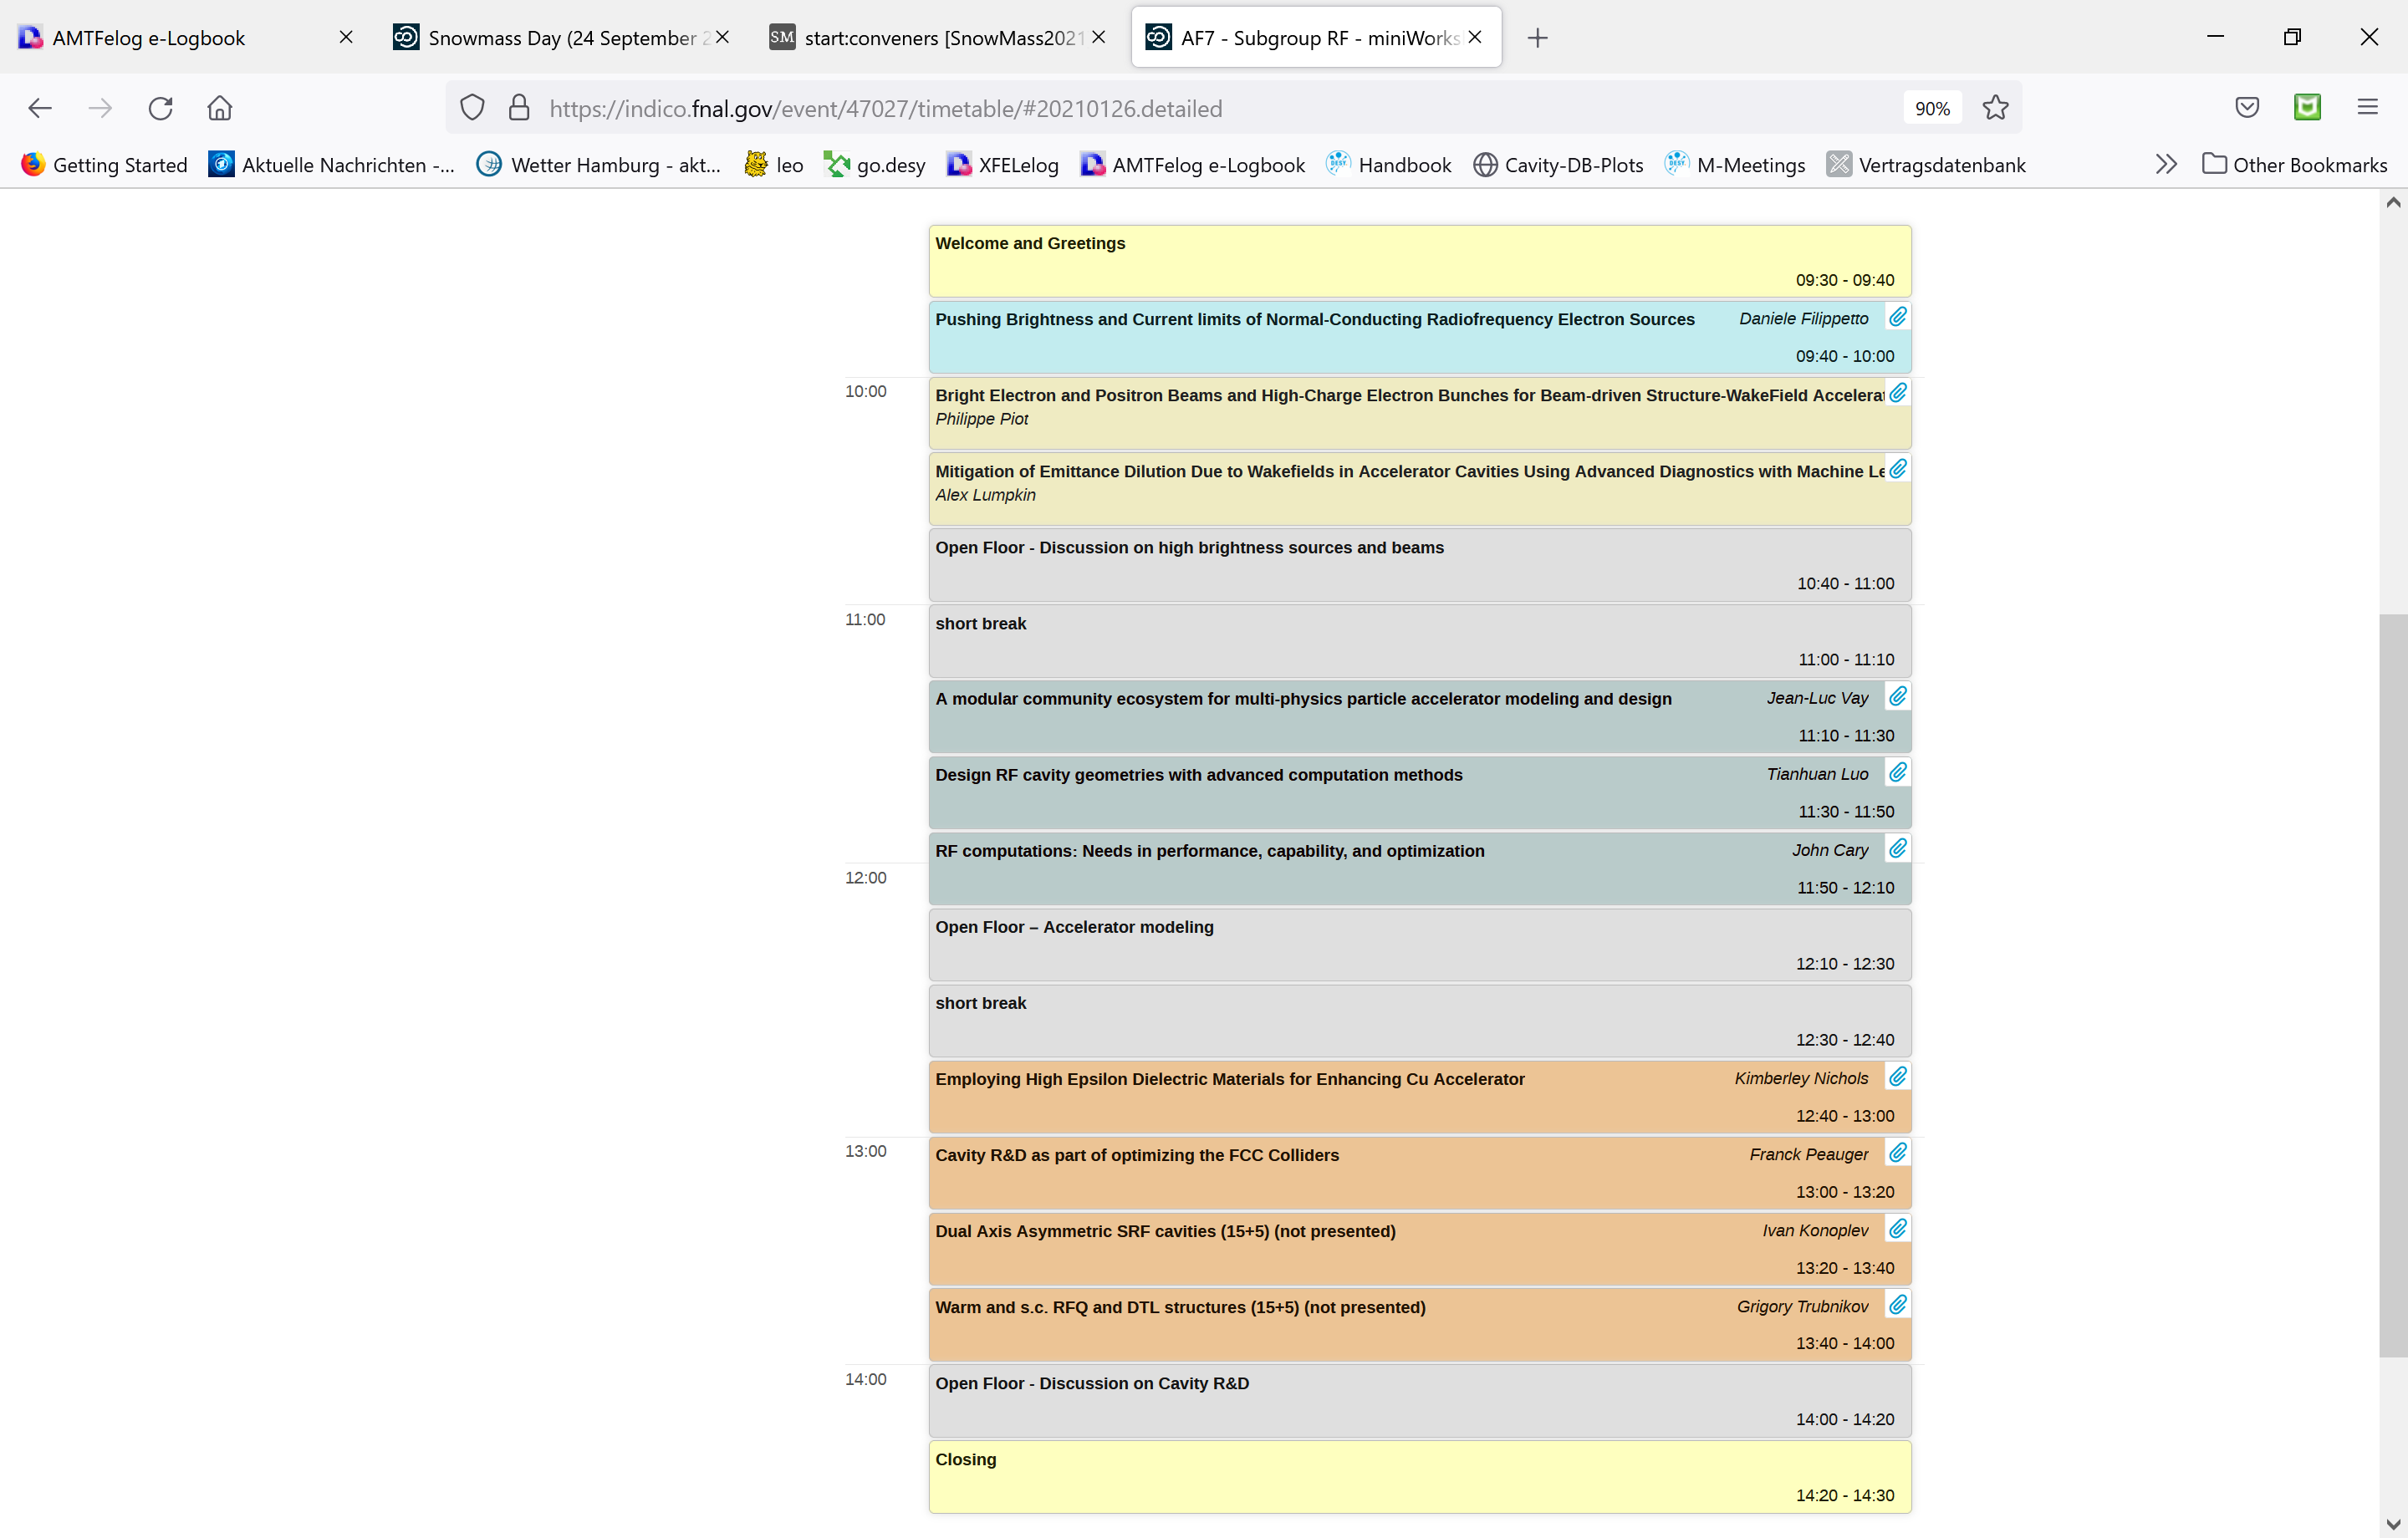 AMTFelog e-Logbook
Snowmass Day (24 September 2
start:conveners [SnowMass2021
AF7 - Subgroup RF - miniWorks
https://indico.fnal.gov/event/47027/timetable/#20210126.detailed
90%
Getting Started
Aktuelle Nachrichten -...
Wetter Hamburg - akt...
leo
go.desy
XFELelog
AMTFelog e-Logbook
Handbook
Cavity-DB-Plots
M-Meetings
Vertragsdatenbank
Other Bookmarks
Welcome and Greetings
09:30 - 09:40
Pushing Brightness and Current limits of Normal-Conducting Radiofrequency Electron Sources Daniele Filippetto
09:40 - 10:00
10:00
Bright Electron and Positron Beams and High-Charge Electron Bunches for Beam-driven Structure-WakeField Accelerat
Philippe Piot
Mitigation of Emittance Dilution Due to Wakefields in Accelerator Cavities Using Advanced Diagnostics with Machine Le
Alex Lumpkin
Open Floor - Discussion on high brightness sources and beams
10:40 - 11:00
11:00
short break
11:00 - 11:10
A modular community ecosystem for multi-physics particle accelerator modeling and design Jean-Luc Vay
11:10 - 11:30
Design RF cavity geometries with advanced computation methods Tianhuan Luo
11:30 - 11:50
RF computations: Needs in performance, capability, and optimization John Cary
12:00
11:50 - 12:10
Open Floor – Accelerator modeling
12:10 - 12:30
short break
12:30 - 12:40
Employing High Epsilon Dielectric Materials for Enhancing Cu Accelerator Kimberley Nichols
12:40 - 13:00
13:00
Cavity R&D as part of optimizing the FCC Colliders Franck Peauger
13:00 - 13:20
Dual Axis Asymmetric SRF cavities (15+5) (not presented) Ivan Konoplev
13:20 - 13:40
Warm and s.c. RFQ and DTL structures (15+5) (not presented) Grigory Trubnikov
13:40 - 14:00
14:00
Open Floor - Discussion on Cavity R&D
14:00 - 14:20
Closing
14:20 - 14:30